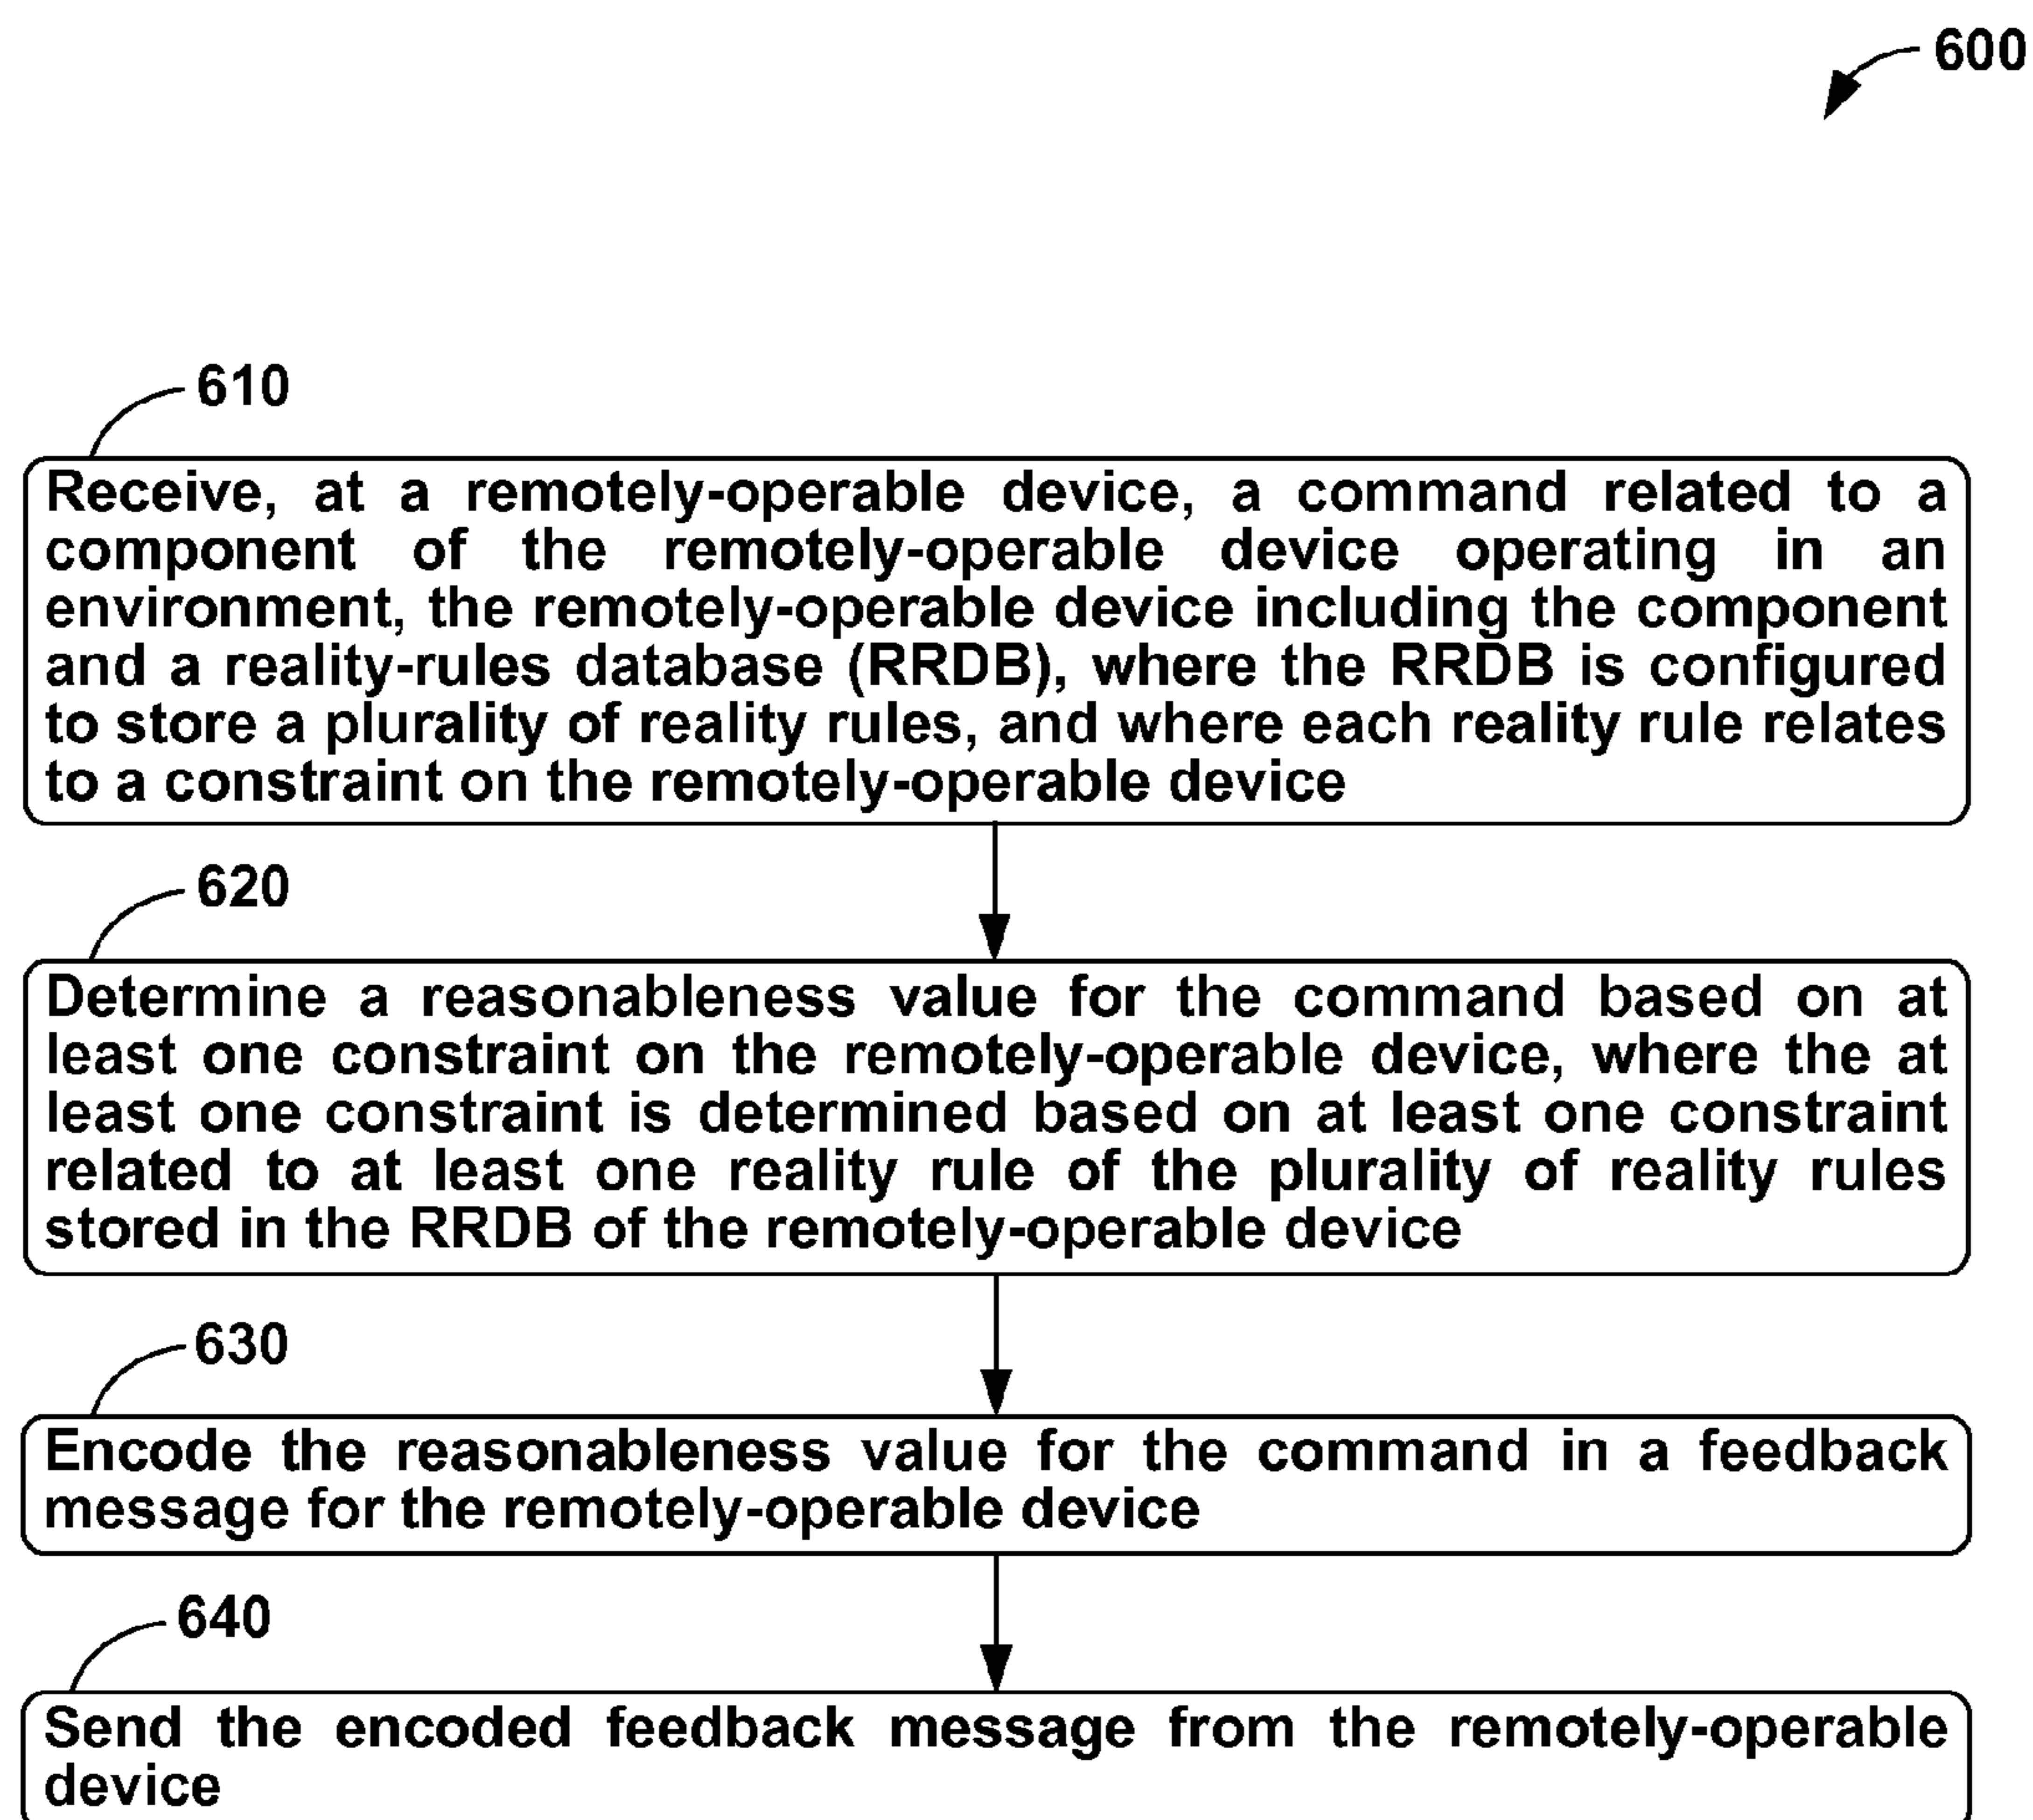 600
610
Receive, at a remotely-operable device, a command related to a
component of the remotely-operable device operating in an
environment, the remotely-operable device including the component
and a reality-rules database (RRDB), where the RRDB is configured
to store a plurality of reality rules, and where each reality rule relates
to a constraint on the remotely-operable device
620
Determine a reasonableness value for the command based on at
least one constraint on the remotely-operable device, where the at
least one constraint is determined based on at least one constraint
related to at least one reality rule of the plurality of reality rules
stored in the RRDB of the remotely-operable device
630
Encode the reasonableness value for the command in a feedback
message for the remotely-operable device
640
Send the encoded feedback message from the remotely-operable
device